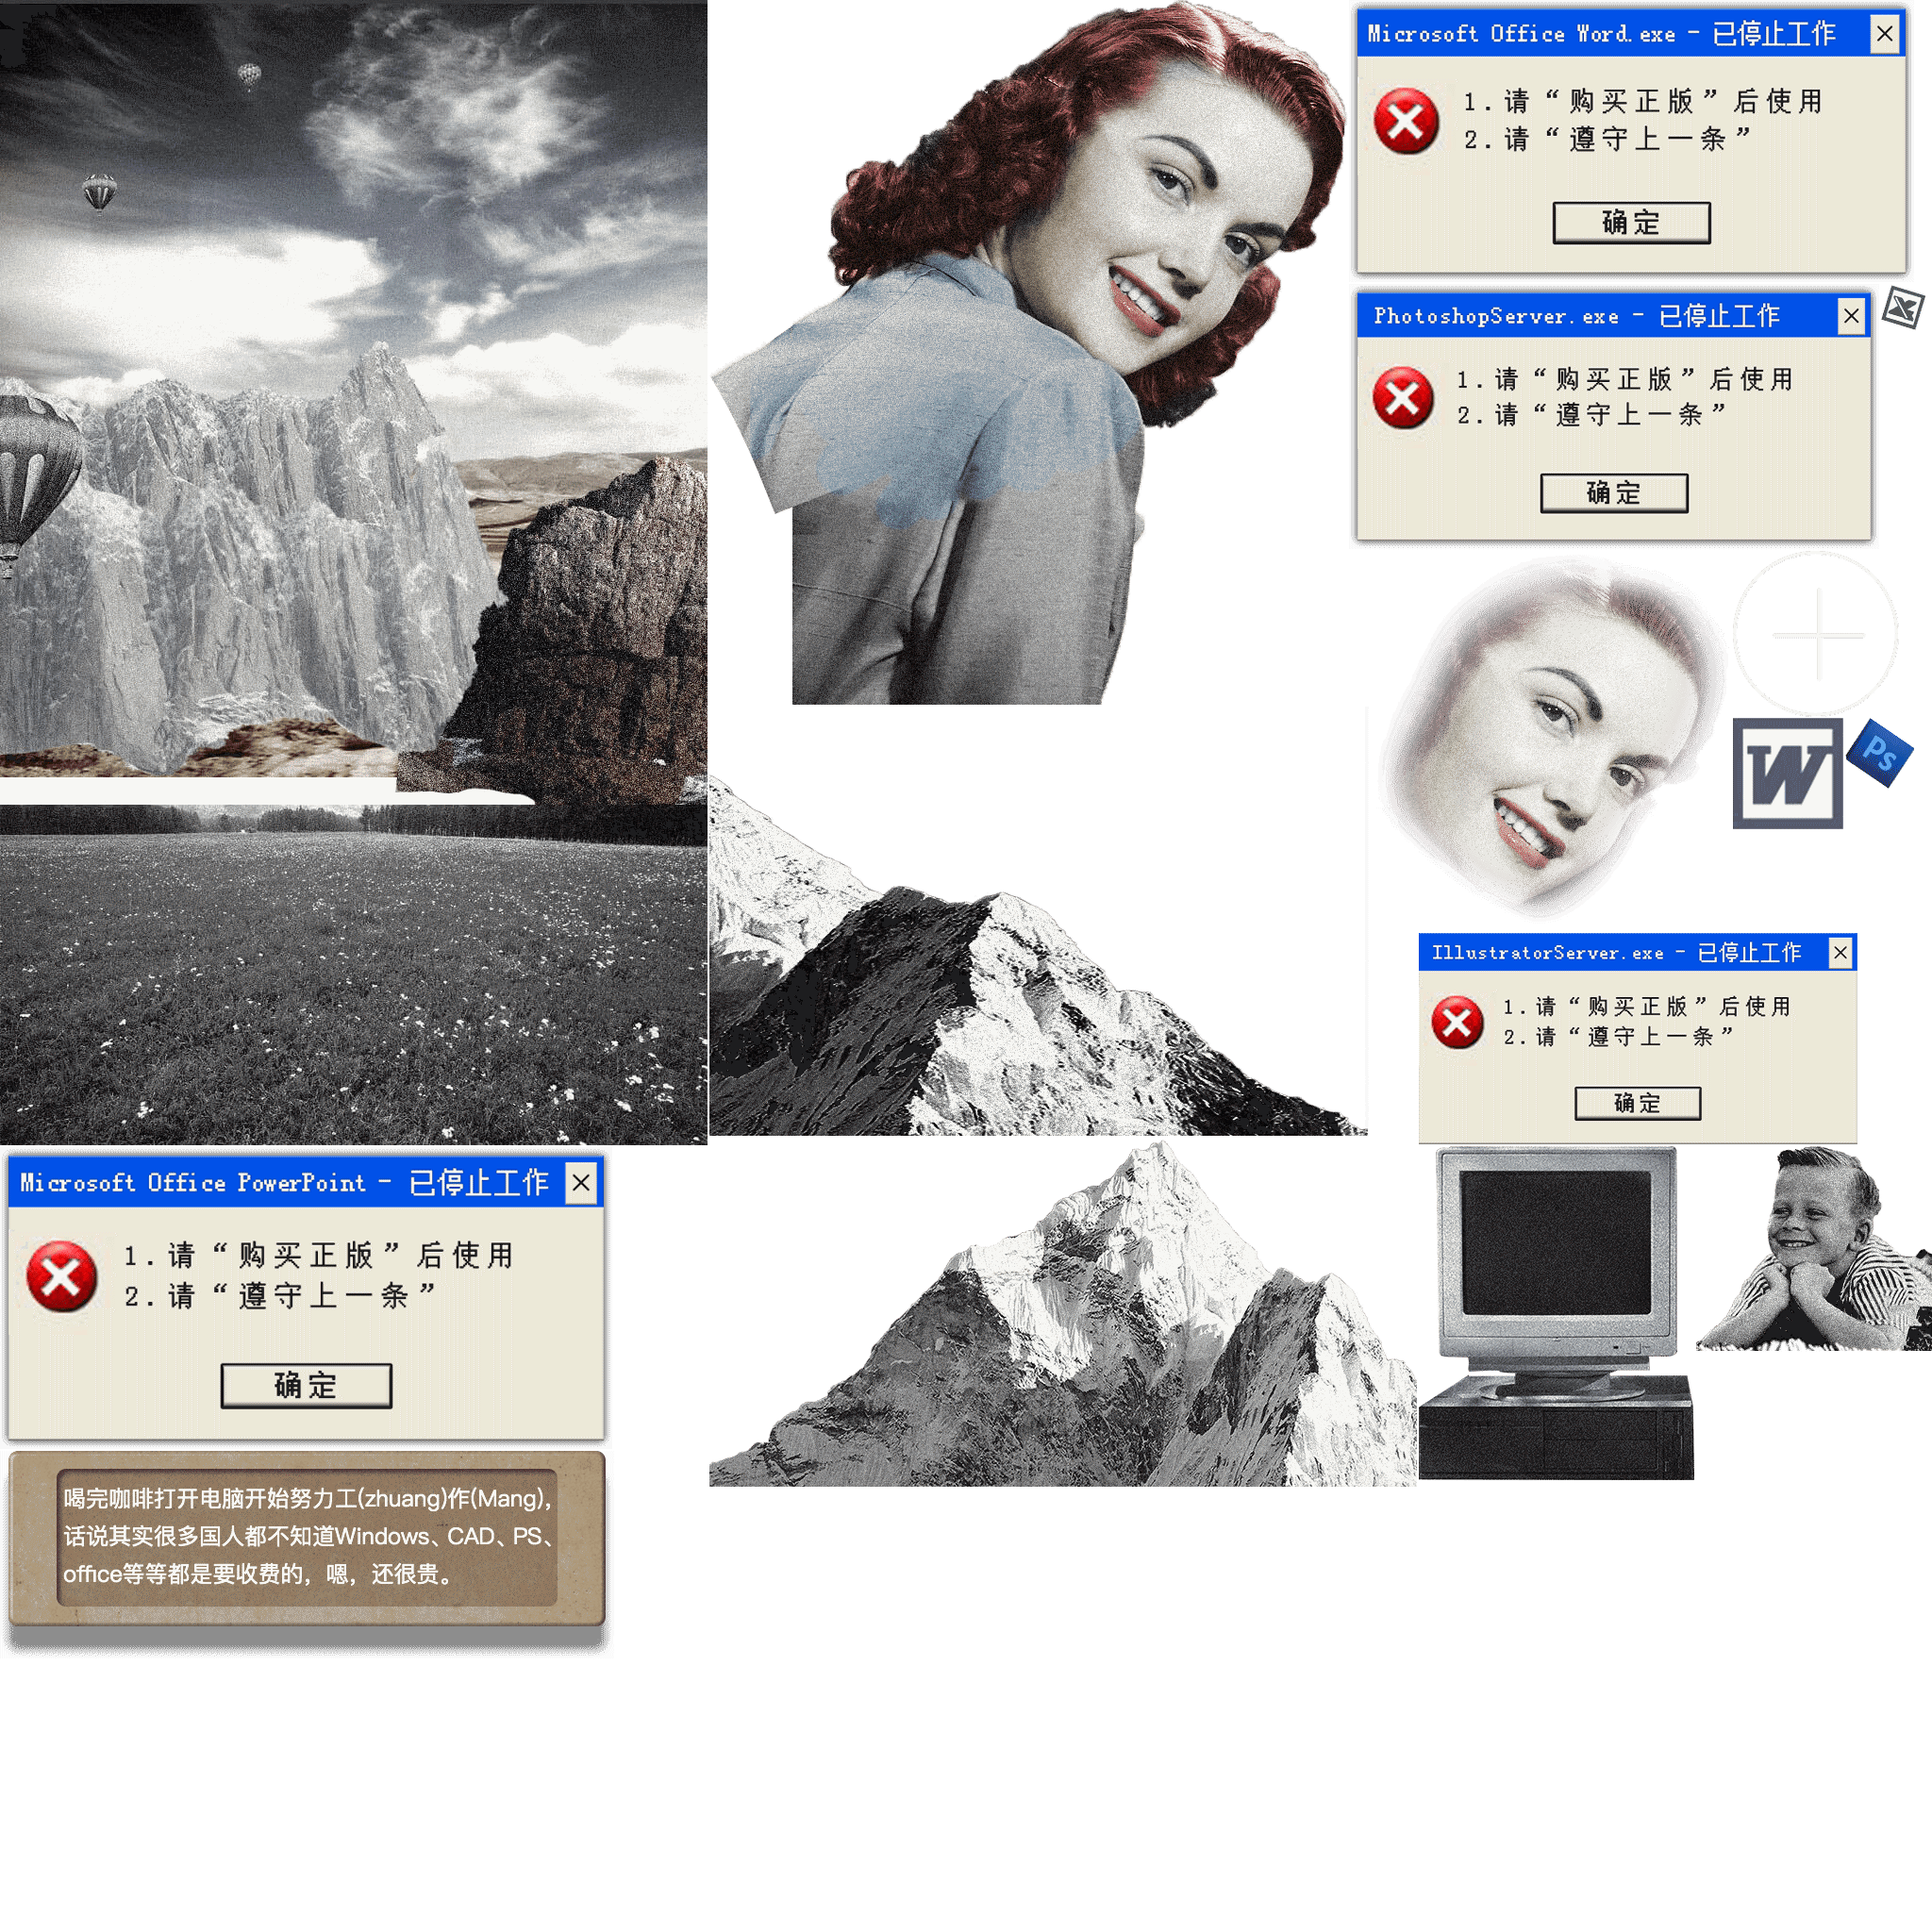 Microsoft Office Word.exe - 已停止工作
1.请“购买正版”后使用
2.请“遵守上一条”
确定
PhotoshopServer.exe - 已停止工作
1.请“购买正版”后使用
2.请“遵守上一条”
确定
W
Ps
IllustratorServer.exe - 已停止工作
1.请“购买正版”后使用
2.请“遵守上一条”
确定
Microsoft Office PowerPoint - 已停止工作
1.请“购买正版”后使用
2.请“遵守上一条”
确定
喝完咖啡打开电脑开始努力工(zhuang)作(Mang),
话说其实很多国人都不知道Windows、CAD、PS、
office等等都是要收费的，嗯，还很贵。